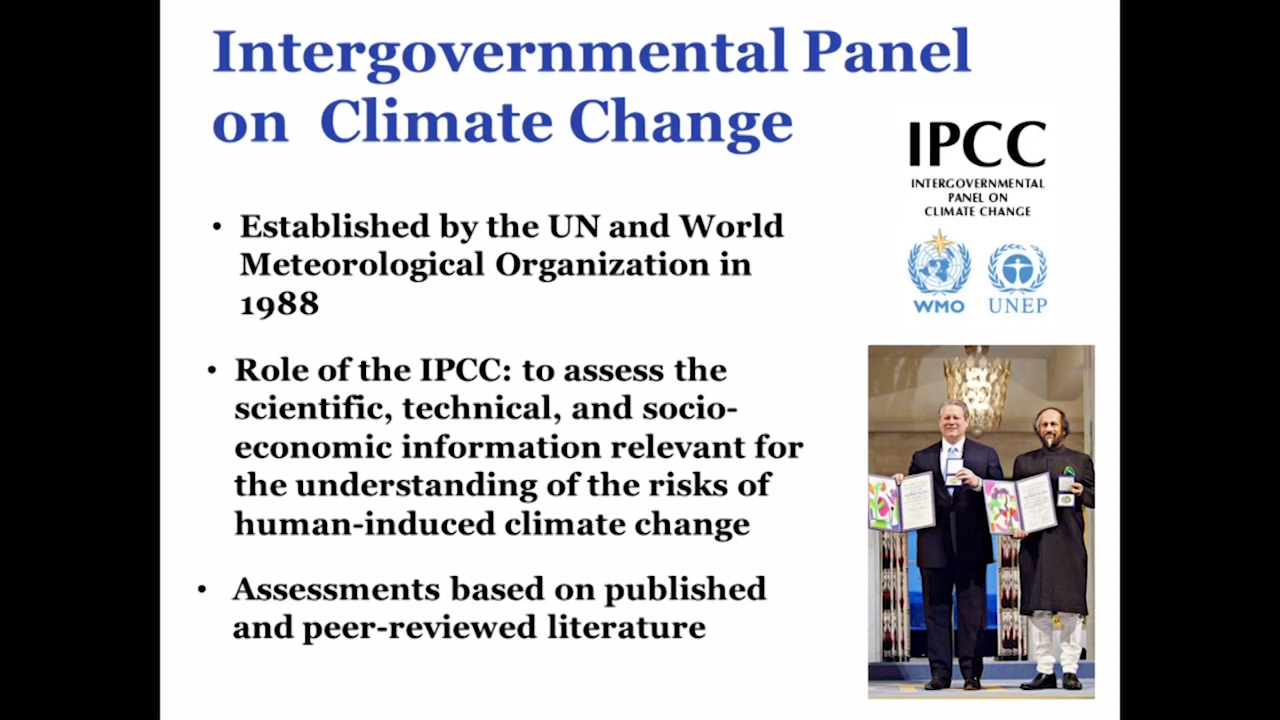 Intergovernmental Panel
on Climate Change
IPCC
INTERGOVERNMENTAL
PANEL ON
CLIMATE CHANGE
WMO
UNEP
• Established by the UN and World
Meteorological Organization in
1988
• Role of the IPCC: to assess the
scientific, technical, and socio-
economic information relevant for
the understanding of the risks of
human-induced climate change
• Assessments based on published
and peer-reviewed literature